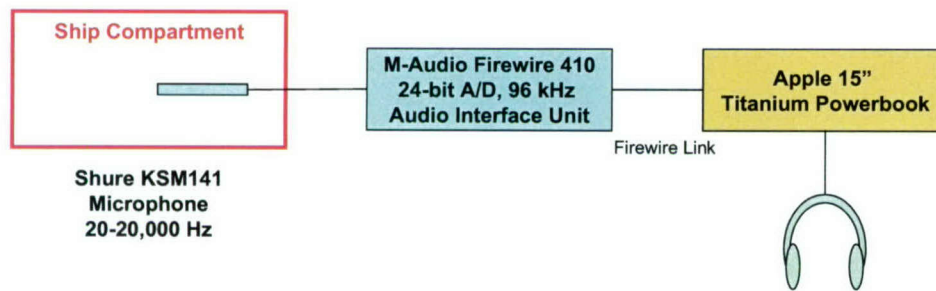 Ship Compartment
M-Audio Firewire 410
24-bit A/D, 96 kHz
Audio Interface Unit
Apple 15”
Titanium Powerbook
Firewire Link
Shure KSM141
Microphone
20-20,000 Hz